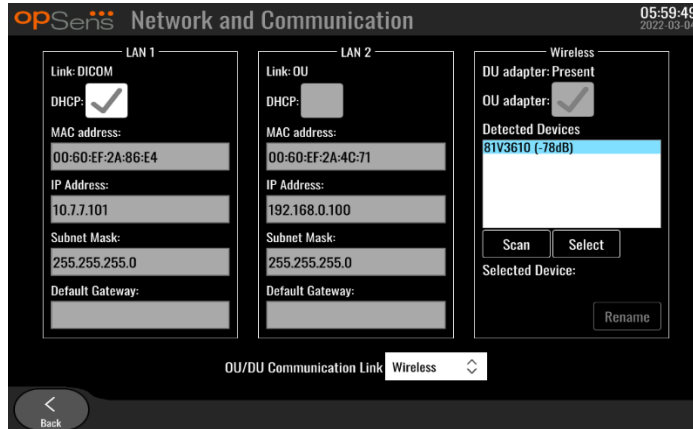 opSens Network and Communication
05:59:49
2022-03-04
LAN 1
Link: DICOM
DHCP:
MAC address:
00:60:EF:2A:86:E4
IP Address:
10.7.7.101
Subnet Mask:
255.255.255.0
Default Gateway:
LAN 2
Link: OU
DHCP:
MAC address:
00:60:EF:2A:4C:71
IP Address:
192.168.0.100
Subnet Mask:
255.255.255.0
Default Gateway:
Wireless
DU adapter: Present
OU adapter:
Detected Devices
81V3610 (-78dB)
Scan
Select
Selected Device:
Rename
OU/DU Communication Link Wireless
Back